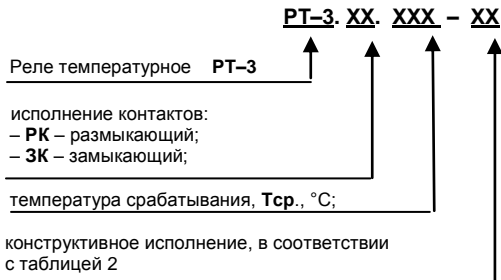 РТ–3. ХХ. ХХХ – ХХ
Реле температурное РТ–3
исполнение контактов:
– РК – размыкающий;
– ЗК – замыкающий;
температура срабатывания, Тср., °С;
конструктивное исполнение, в соответствии
с таблицей 2